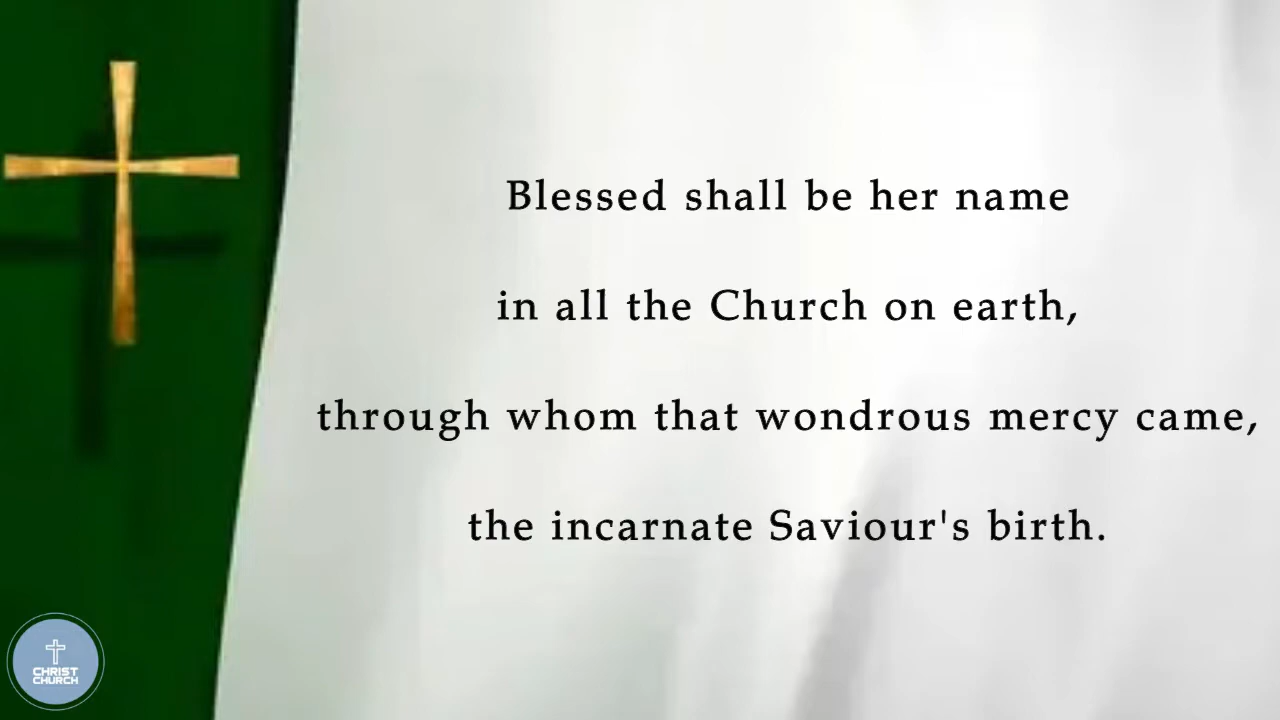 Blessed shall be her name
in all the Church on earth,
through whom that wondrous mercy came,
the incarnate Saviour's birth.
CHRIST
CHURCH